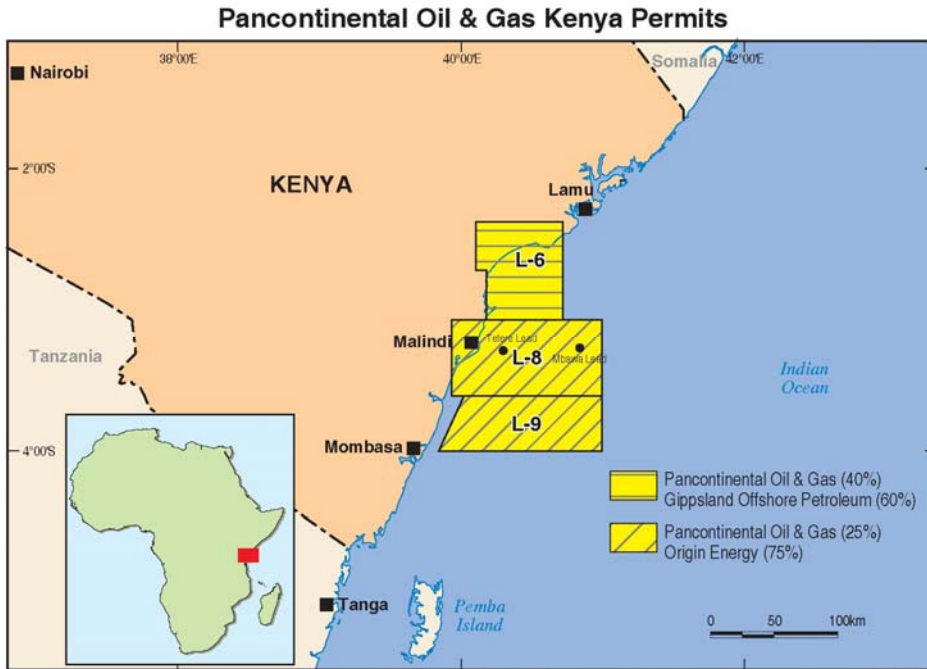 Pancontinental Oil & Gas Kenya Permits
38°00'E
40°00'E
Somalia
42°00'E
Nairobi
2°00'S
KENYA
Lamu
L-6
Malindi
Tetere Lead
Mbawa Lead
L-8
Tanzania
Indian
Ocean
L-9
Mombasa
4°00'S
Pancontinental Oil & Gas (40%)
Gippsland Offshore Petroleum (60%)
Pancontinental Oil & Gas (25%)
Origin Energy (75%)
Tanga
Pemba
Island
0 50 100km